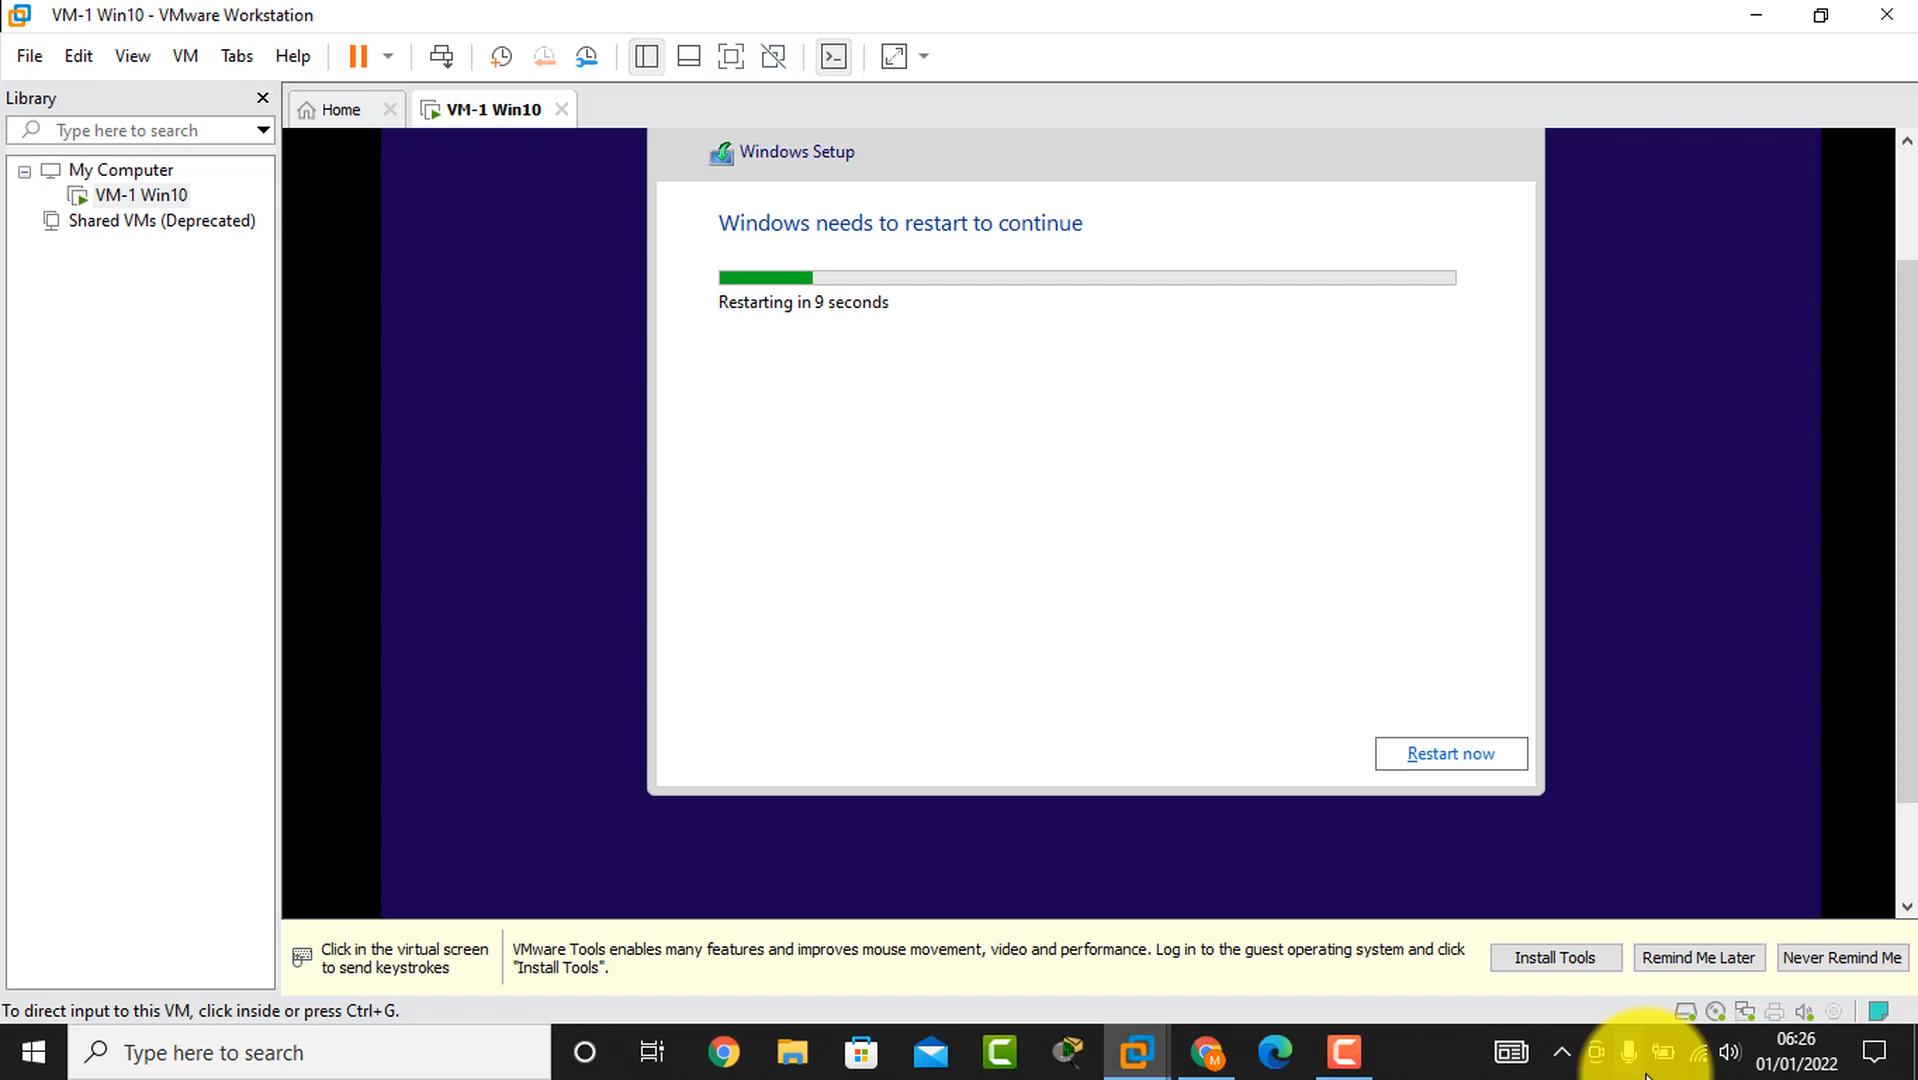 VM-1 Win10 - VMware Workstation
File Edit View VM Tabs Help
Library
Type here to search
My Computer
VM-1 Win10
Shared VMs (Deprecated)
Home
VM-1 Win10
Windows Setup
Windows needs to restart to continue
Restarting in 9 seconds
Restart now
Click in the virtual screen
to send keystrokes
VMware Tools enables many features and improves mouse movement, video and performance. Log in to the guest operating system and click
"Install Tools".
Install Tools
Remind Me Later
Never Remind Me
To direct input to this VM, click inside or press Ctrl+G.
Type here to search
M
06:26
01/01/2022